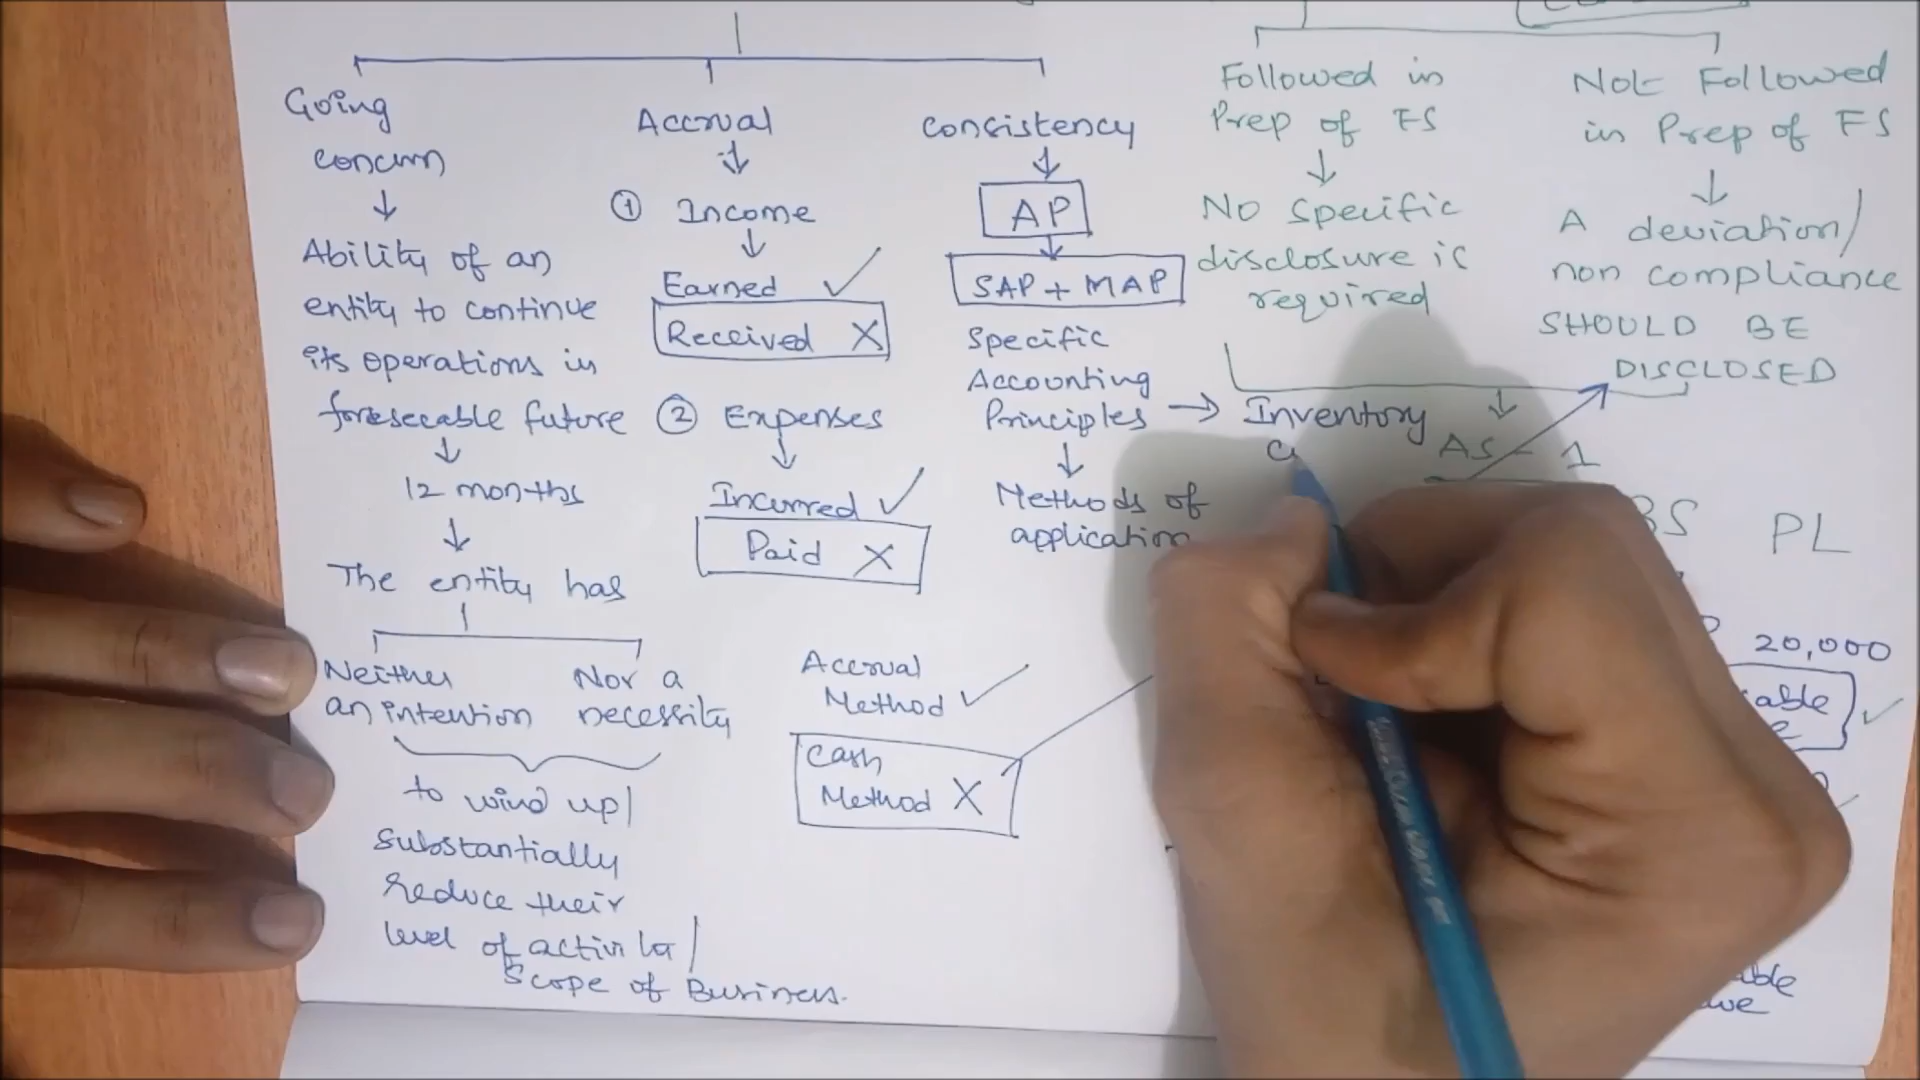 Going
concern
Ability of an
entity to continue
its operations in
foreseeable future
12 months
The entity has
Neither
an intention
Nor a
necessity
to wind up/
substantially
reduce their
level of activity/
Scope of Business.
Accrual
① Income
Earned ✓
Received X
② Expenses
Incurred ✓
Paid X
Accrual
Method ✓
Cash
Method X
Consistency
AP
SAP + MAP
Specific
Accounting
Principles → Inventory
Methods of
application
Followed in
Prep of FS
No specific
disclosure is
required
Not Followed
in Prep of FS
A deviation/
non compliance
SHOULD BE
DISCLOSED
AS - 1
BS PL
20,000